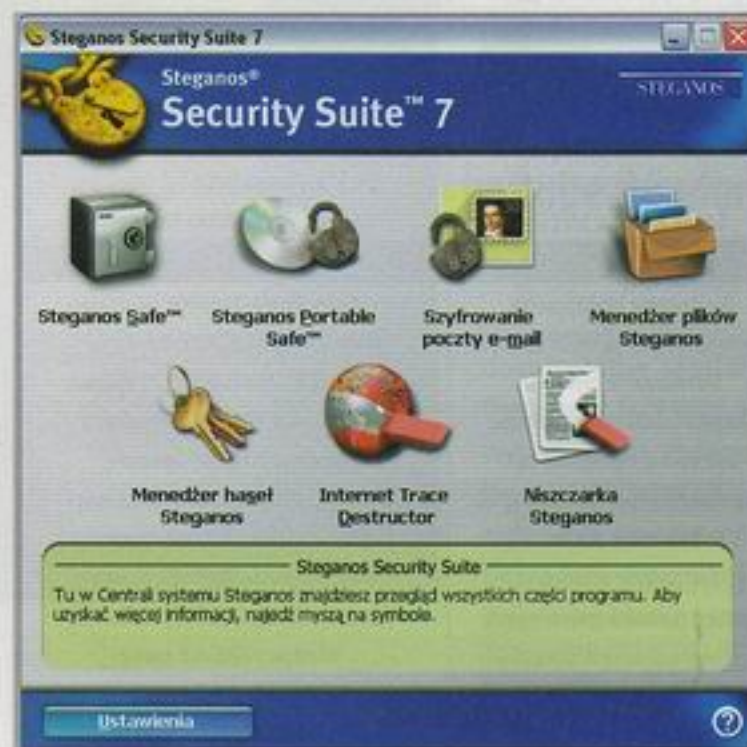 Steganos Security Suite 7
Steganos®
Security Suite™ 7
STEGANOS
Steganos Safe™
Steganos Portable
Safe™
Szyfrowanie
poczty e-mail
Menedżer plików
Steganos
Menedżer haseł
Steganos
Internet Trace
Destructor
Niszczarka
Steganos
Steganos Security Suite
Tu w Centrali systemu Steganos znajdziesz przegląd wszystkich części programu. Aby
uzyskać więcej informacji, najedź myszą na symbole.
Ustawienia
?